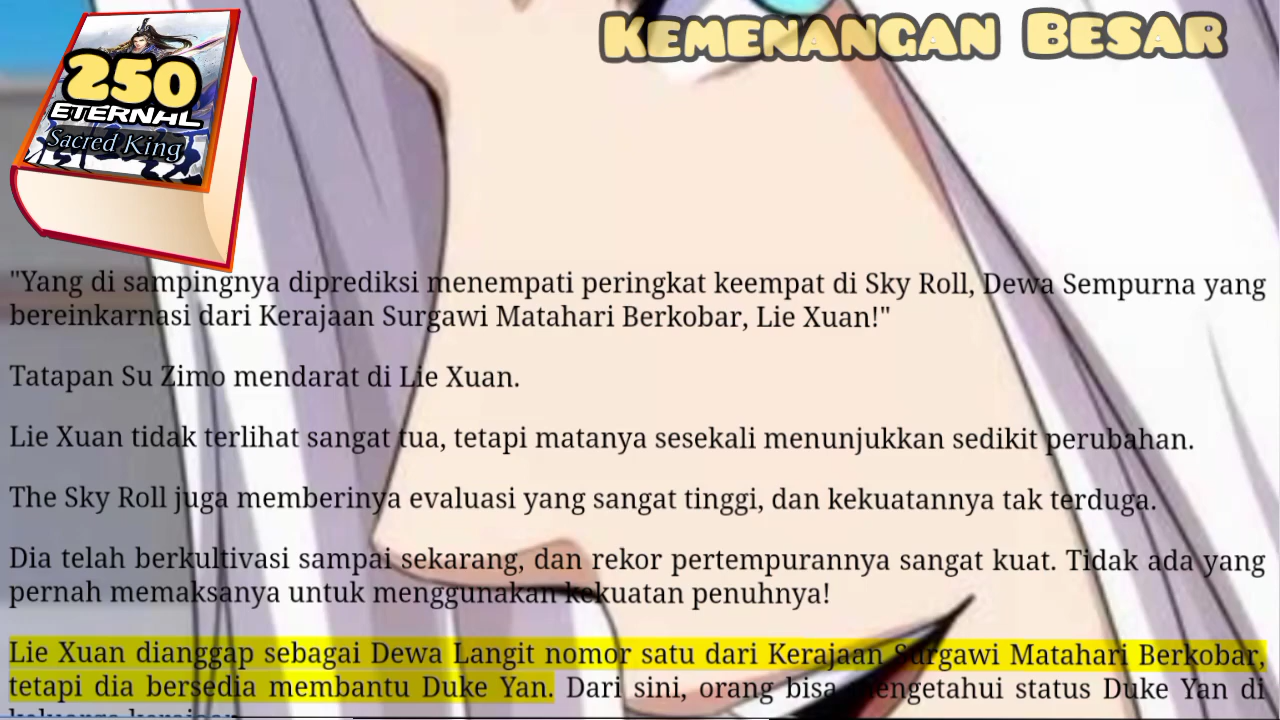 250
ETERNAL
Sacred King
KEMENANGAN BESAR
"Yang di sampingnya diprediksi menempati peringkat keempat di Sky Roll, Dewa Sempurna yang
bereinkarnasi dari Kerajaan Surgawi Matahari Berkobar, Lie Xuan!"
Tatapan Su Zimo mendarat di Lie Xuan.
Lie Xuan tidak terlihat sangat tua, tetapi matanya sesekali menunjukkan sedikit perubahan.
The Sky Roll juga memberinya evaluasi yang sangat tinggi, dan kekuatannya tak terduga.
Dia telah berkultivasi sampai sekarang, dan rekor pertempurannya sangat kuat. Tidak ada yang
pernah memaksanya untuk menggunakan kekuatan penuhnya!
Lie Xuan dianggap sebagai Dewa Langit nomor satu dari Kerajaan Surgawi Matahari Berkobar,
tetapi dia bersedia membantu Duke Yan. Dari sini, orang bisa mengetahui status Duke Yan di